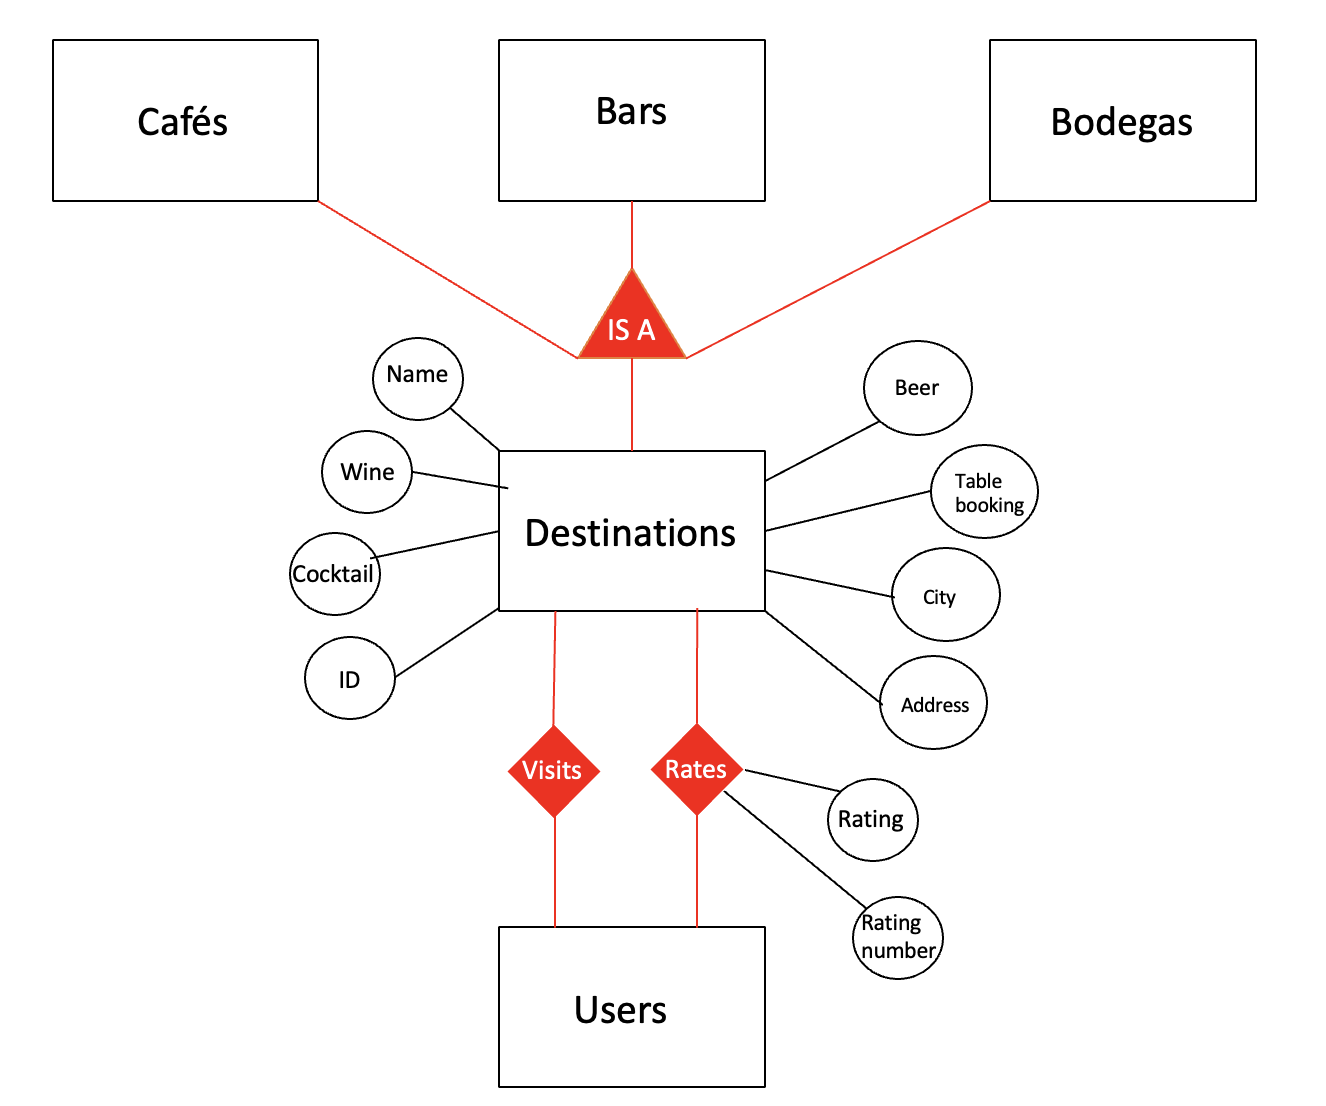 Cafés
Bars
Bodegas
IS A
Name
Beer
Wine
Table
booking
Destinations
Cocktail
City
ID
Address
Visits
Rates
Rating
Rating
number
Users